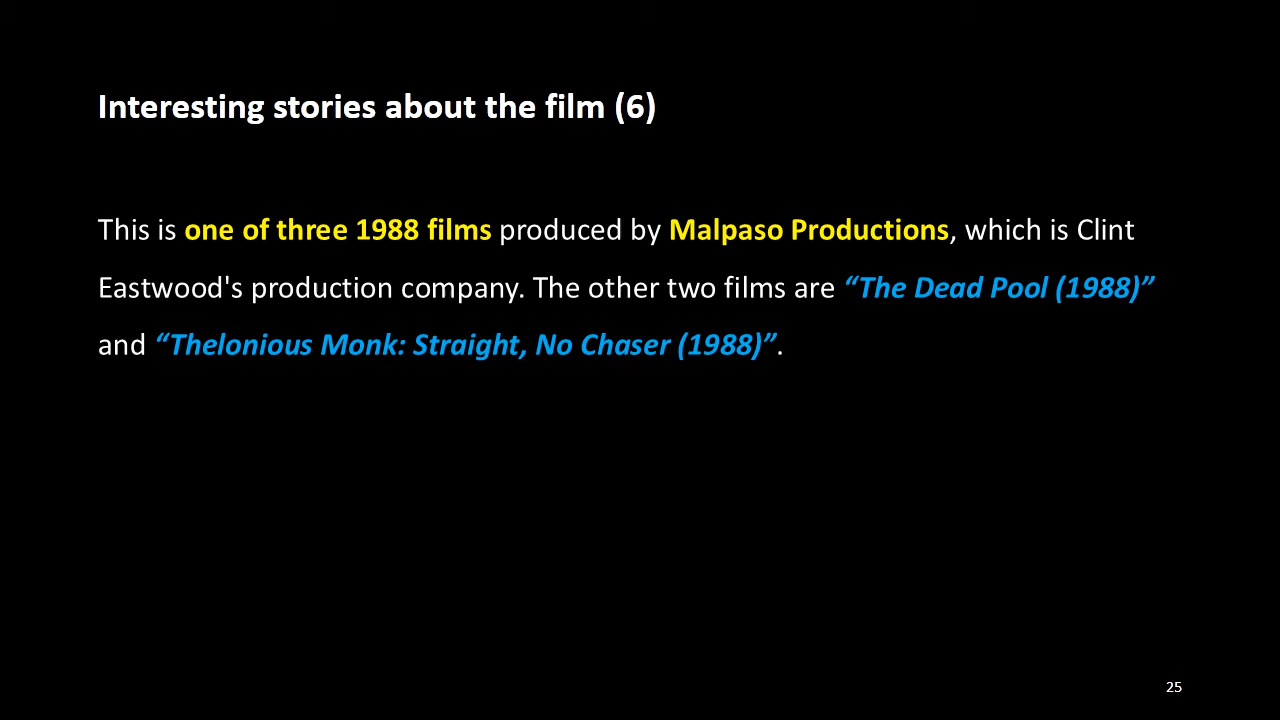 Interesting stories about the film (6)
This is one of three 1988 films produced by Malpaso Productions, which is Clint
Eastwood's production company. The other two films are “The Dead Pool (1988)”
and “Thelonious Monk: Straight, No Chaser (1988)”.
25